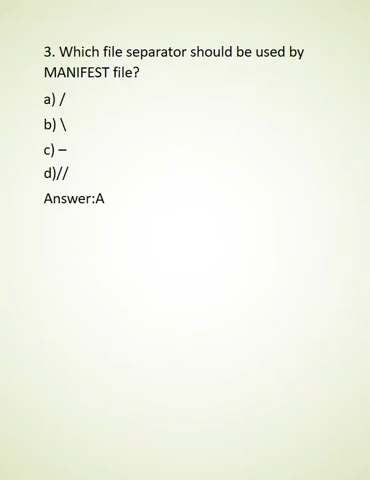 3. Which file separator should be used by
MANIFEST file?
a) /
b) \
c) –
d)//
Answer:A